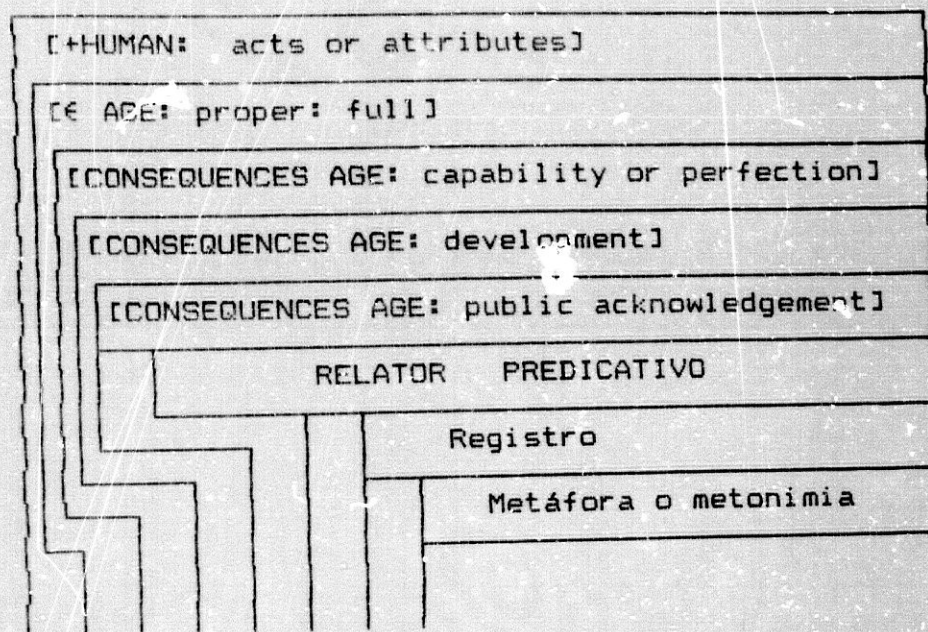 [+HUMAN: acts or attributes]
[€ AGE: proper: full]
[CONSEQUENCES AGE: capability or perfection]
[CONSEQUENCES AGE: development]
[CONSEQUENCES AGE: public acknowledgement]
RELATOR PREDICATIVO
Registro
Metáfora o metonimia